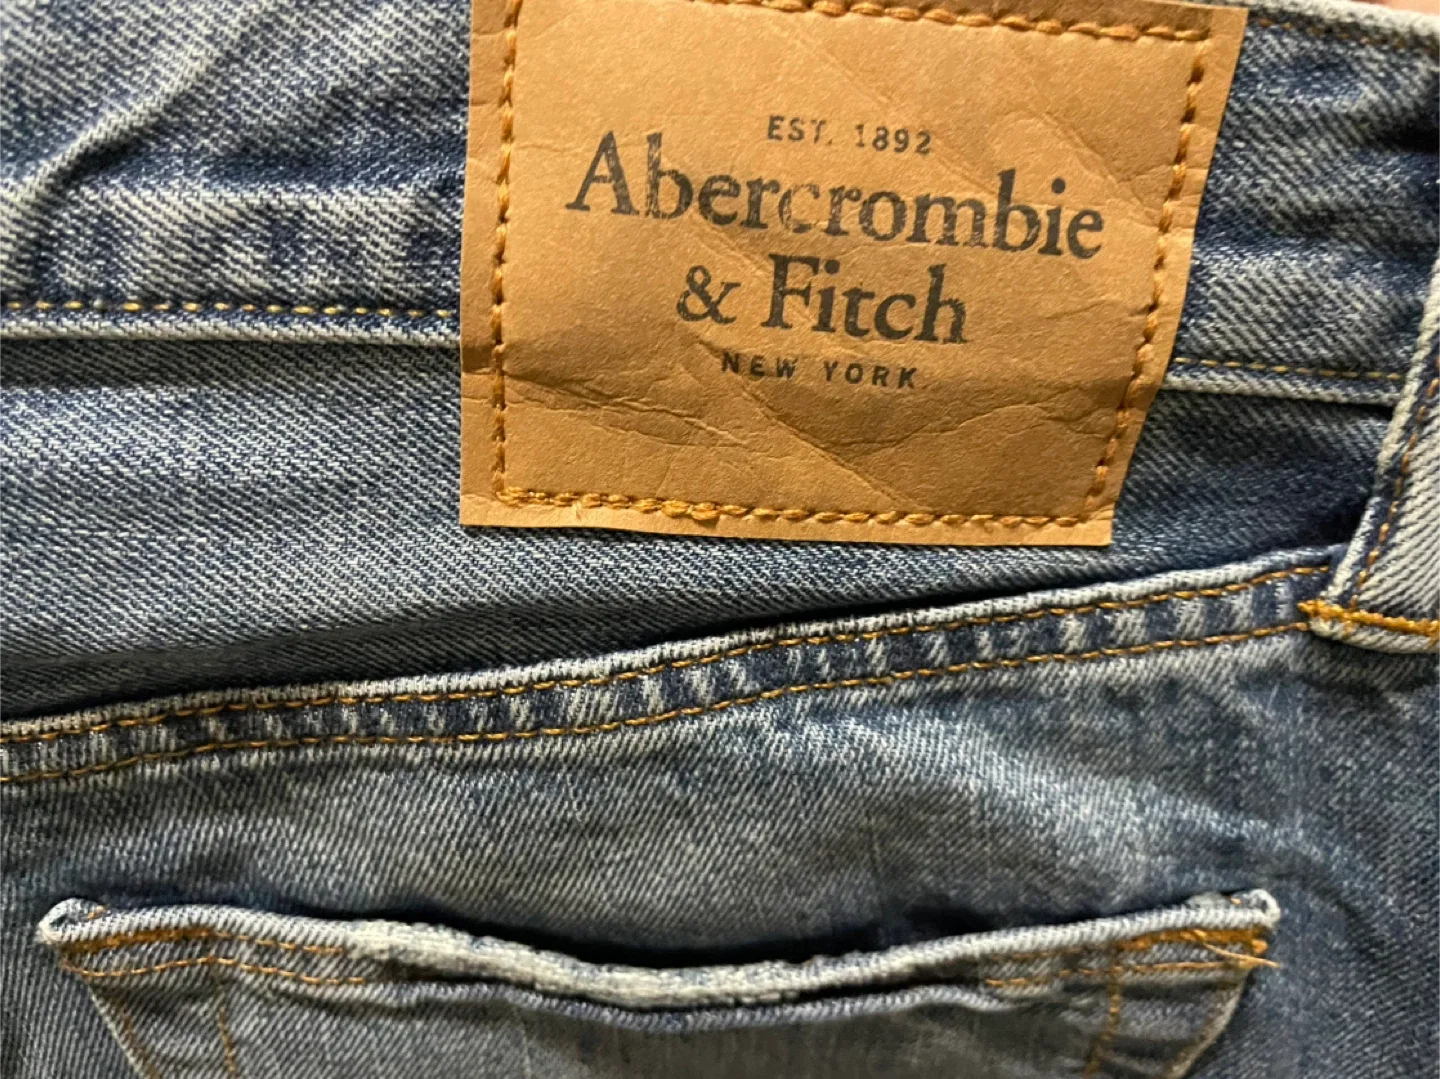 EST. 1892
Abercrombie
& Fitch
NEW YORK